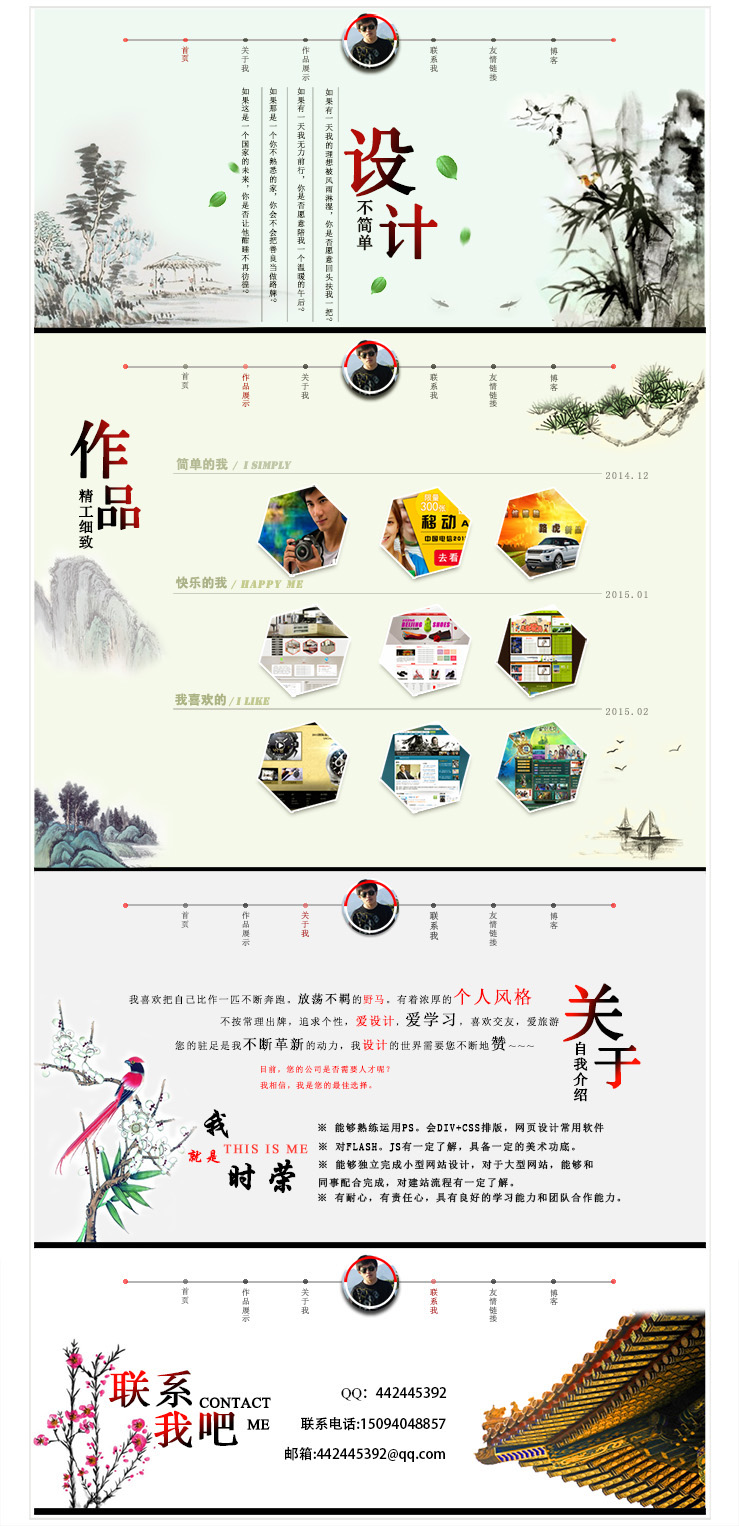 首页
关于我
作品展示
联系我
友情链接
博客
如果有一天我的理想被风雨淋湿，你是否愿意回头扶我一把？
如果有一天我无力前行，你是否愿意陪我一个温暖的午后？
如果那是一个你不熟悉的家，你会不会把善良当做路牌？
如果这是一个国家的未来，你是否让他酣睡不再彷徨？
设计
不简单
首页
作品展示
关于我
联系我
友情链接
博客
作品
精工细致
简单的我 / I SIMPLY
2014.12
限量
300张
移动
中国电信201
去看
路虎
快乐的我 / HAPPY ME
2015.01
BEIJING SHOES
我喜欢的 / I LIKE
2015.02
首页
作品展示
关于我
联系我
友情链接
博客
关于
自我介绍
我喜欢把自己比作一匹不断奔跑。放荡不羁的野马。有着浓厚的个人风格
不按常理出牌，追求个性，爱设计，爱学习，喜欢交友，爱旅游
您的驻足是我不断革新的动力，我设计的世界需要您不断地赞~~~
目前，您的公司是否需要人才呢？
我相信，我是您的最佳选择。
我
就是
THIS IS ME
时荣
※ 能够熟练运用PS。会DIV+CSS排版，网页设计常用软件
※ 对FLASH。JS有一定了解，具备一定的美术功底。
※ 能够独立完成小型网站设计，对于大型网站，能够和
同事配合完成，对建站流程有一定了解。
※ 有耐心，有责任心，具有良好的学习能力和团队合作能力。
首页
作品展示
关于我
联系我
友情链接
博客
联系
我吧
CONTACT
ME
QQ：442445392
联系电话:15094048857
邮箱:442445392@qq.com